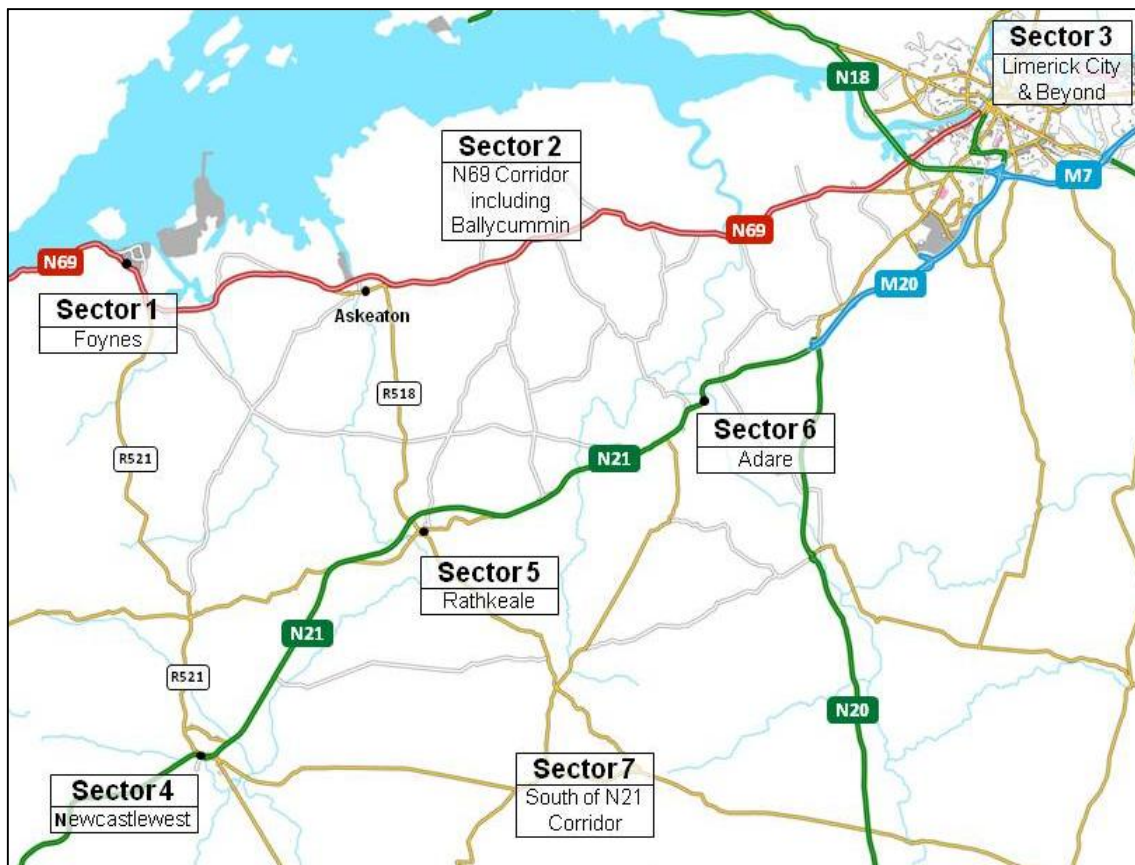 Sector 3
Limerick City
& Beyond
N18
Sector 2
N69 Corridor
including
Ballycummin
M7
N69
N69
M20
Sector 1
Foynes
Askeaton
R518
Sector 6
Adare
R521
N21
Sector 5
Rathkeale
N21
R521
N20
Sector 4
Newcastlewest
Sector 7
South of N21
Corridor